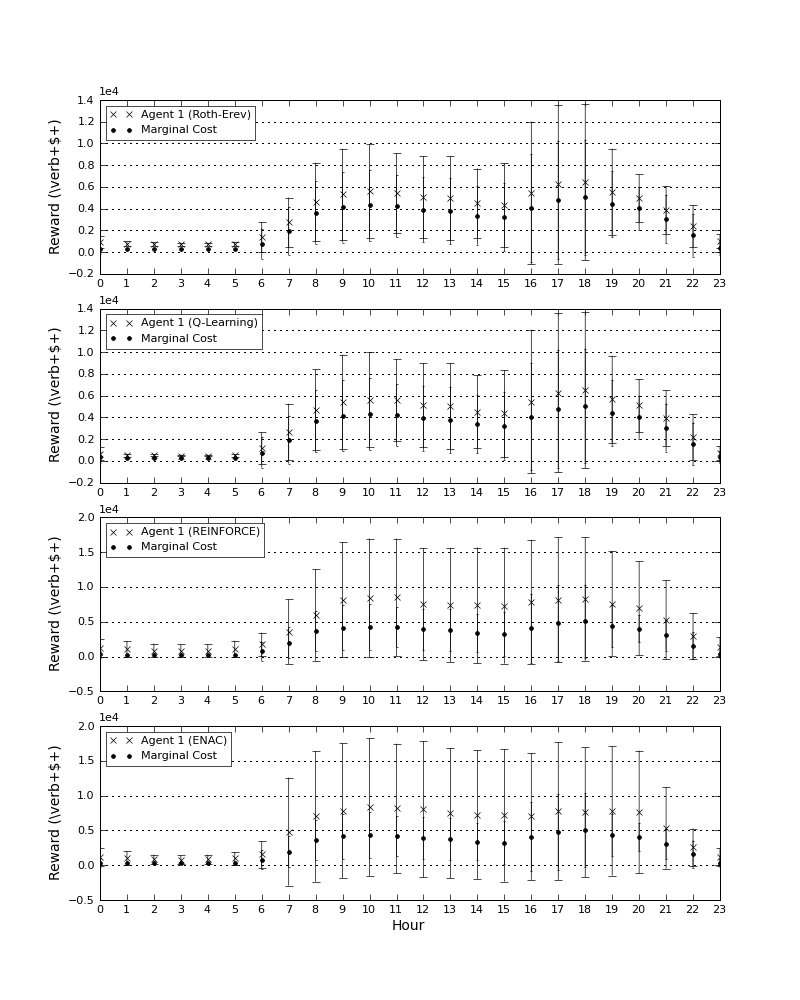 1e4
1.4
1.2
1.0
0.8
0.6
0.4
0.2
0.0
−0.2
Reward (\verb+$+)
Agent 1 (Roth-Erev)
Marginal Cost
0 1 2 3 4 5 6 7 8 9 10 11 12 13 14 15 16 17 18 19 20 21 22 23
1e4
1.4
1.2
1.0
0.8
0.6
0.4
0.2
0.0
−0.2
Reward (\verb+$+)
Agent 1 (Q-Learning)
Marginal Cost
0 1 2 3 4 5 6 7 8 9 10 11 12 13 14 15 16 17 18 19 20 21 22 23
1e4
2.0
1.5
1.0
0.5
0.0
−0.5
Reward (\verb+$+)
Agent 1 (REINFORCE)
Marginal Cost
0 1 2 3 4 5 6 7 8 9 10 11 12 13 14 15 16 17 18 19 20 21 22 23
1e4
2.0
1.5
1.0
0.5
0.0
−0.5
Reward (\verb+$+)
Agent 1 (ENAC)
Marginal Cost
0 1 2 3 4 5 6 7 8 9 10 11 12 13 14 15 16 17 18 19 20 21 22 23
Hour